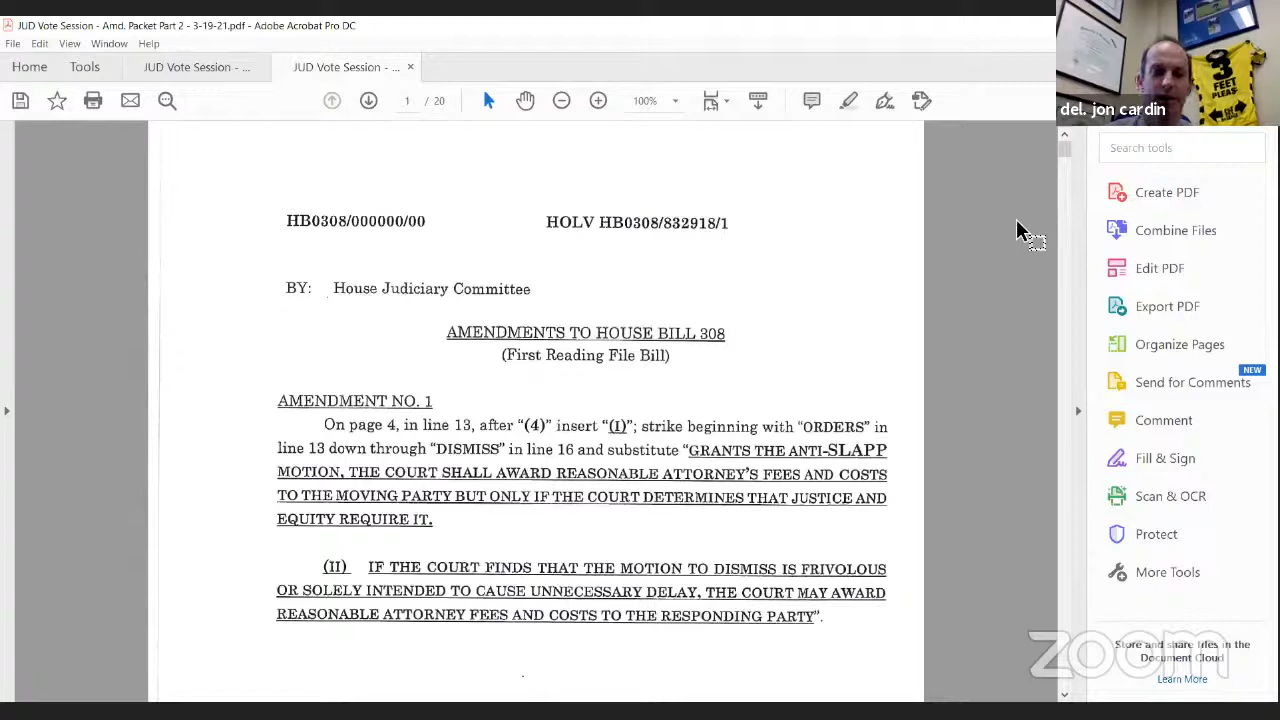 JUD Vote Session - Amd. Packet Part 2 - 3-19-21.pdf - Adobe Acrobat Pro DC
File Edit View Window Help
Home Tools JUD Vote Session - ... JUD Vote Session - ... ×
1 / 20 100%
3
FEET
PLEASE
del. jon cardin
Search tools
Create PDF
Combine Files
Edit PDF
Export PDF
Organize Pages
NEW
Send for Comments
Comment
Fill & Sign
Scan & OCR
Protect
More Tools
Store and share files in the
Document Cloud
Learn More
zoom
HB0308/000000/00 HOLV HB0308/832918/1
BY: House Judiciary Committee
AMENDMENTS TO HOUSE BILL 308
(First Reading File Bill)
AMENDMENT NO. 1
On page 4, in line 13, after “(4)” insert “(I)”; strike beginning with “ORDERS” in
line 13 down through “DISMISS” in line 16 and substitute “GRANTS THE ANTI-SLAPP
MOTION, THE COURT SHALL AWARD REASONABLE ATTORNEY’S FEES AND COSTS
TO THE MOVING PARTY BUT ONLY IF THE COURT DETERMINES THAT JUSTICE AND
EQUITY REQUIRE IT.
(II) IF THE COURT FINDS THAT THE MOTION TO DISMISS IS FRIVOLOUS
OR SOLELY INTENDED TO CAUSE UNNECESSARY DELAY, THE COURT MAY AWARD
REASONABLE ATTORNEY FEES AND COSTS TO THE RESPONDING PARTY”.